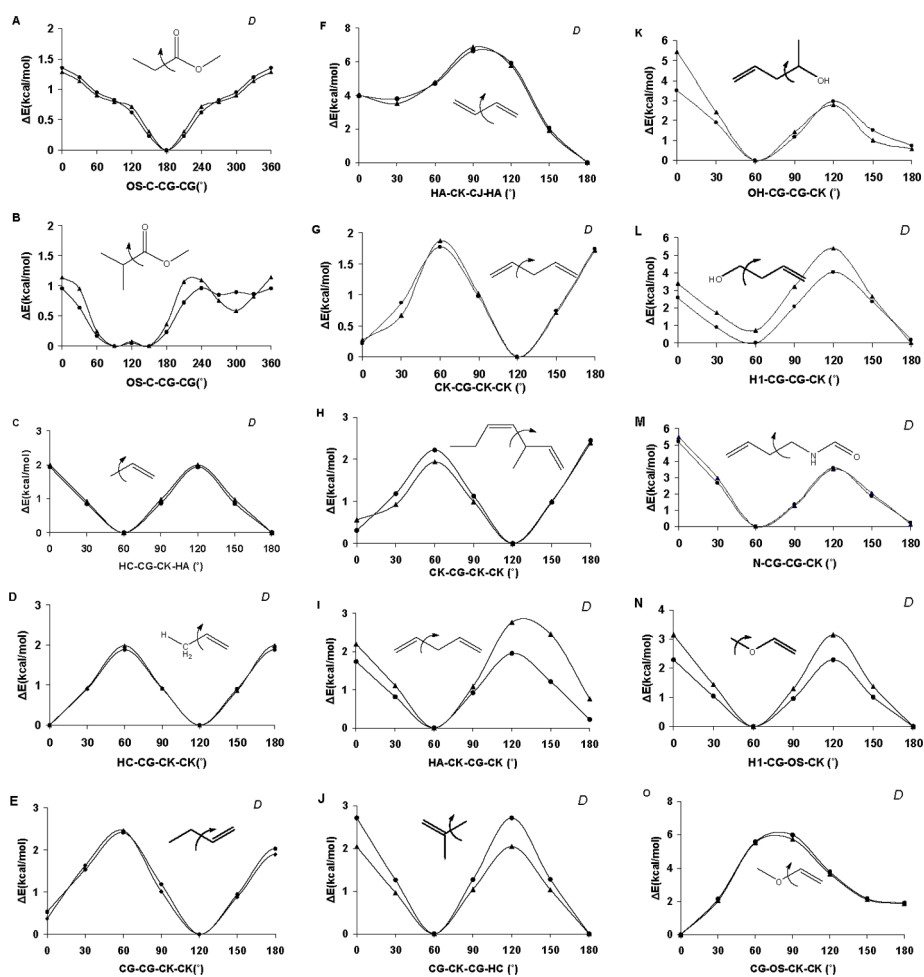 A
D
ΔE(kcal/mol)
2
1.5
1
0.5
0
O
O
0 60 120 180 240 300 360
OS-C-CG-CG(°)
B
D
ΔE(kcal/mol)
2
1.5
1
0.5
0
O
O
0 60 120 180 240 300 360
OS-C-CG-CG(°)
C
D
ΔE(kcal/mol)
3
2
1
0
0 30 60 90 120 150 180
HC-CG-CK-HA (°)
D
D
ΔE(kcal/mol)
3
2
1
0
H
C
H₂
0 30 60 90 120 150 180
HC-CG-CK-CK(°)
E
D
ΔE(kcal/mol)
3
2
1
0
0 30 60 90 120 150 180
CG-CG-CK-CK(°)
F
D
ΔE(kcal/mol)
8
6
4
2
0
0 30 60 90 120 150 180
HA-CK-CJ-HA (°)
G
D
ΔE(kcal/mol)
2
1.5
1
0.5
0
0 30 60 90 120 150 180
CK-CG-CK-CK (°)
H
D
ΔE(kcal/mol)
3
2
1
0
0 30 60 90 120 150 180
CK-CG-CK-CK (°)
I
D
ΔE(kcal/mol)
3
2
1
0
0 30 60 90 120 150 180
HA-CK-CG-CK (°)
J
D
ΔE(kcal/mol)
3
2
1
0
0 30 60 90 120 150 180
CG-CK-CG-HC (°)
K
D
ΔE(kcal/mol)
6
5
4
3
2
1
0
OH
0 30 60 90 120 150 180
OH-CG-CG-CK (°)
L
D
ΔE(kcal/mol)
6
5
4
3
2
1
0
HO
0 30 60 90 120 150 180
H1-CG-CG-CK (°)
M
D
ΔE(kcal/mol)
6
5
4
3
2
1
0
N
H
O
0 30 60 90 120 150 180
N-CG-CG-CK (°)
N
D
ΔE(kcal/mol)
4
3
2
1
0
O
0 30 60 90 120 150 180
H1-CG-OS-CK (°)
O
D
ΔE(kcal/mol)
8
6
4
2
0
O
0 30 60 90 120 150 180
CG-OS-CK-CK (°)